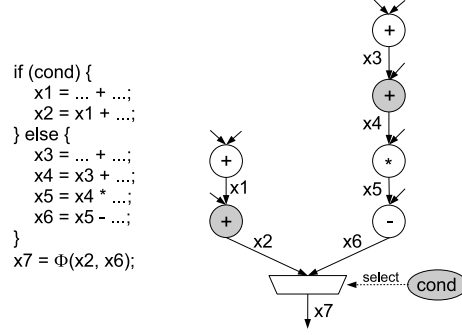 if (cond) {
x1 = ... + ...;
x2 = x1 + ...;
} else {
x3 = ... + ...;
x4 = x3 + ...;
x5 = x4 * ...;
x6 = x5 - ...;
}
x7 = Φ(x2, x6);
+
x3
+
x4
*
x5
-
x6
+
x1
+
x2
select
cond
x7